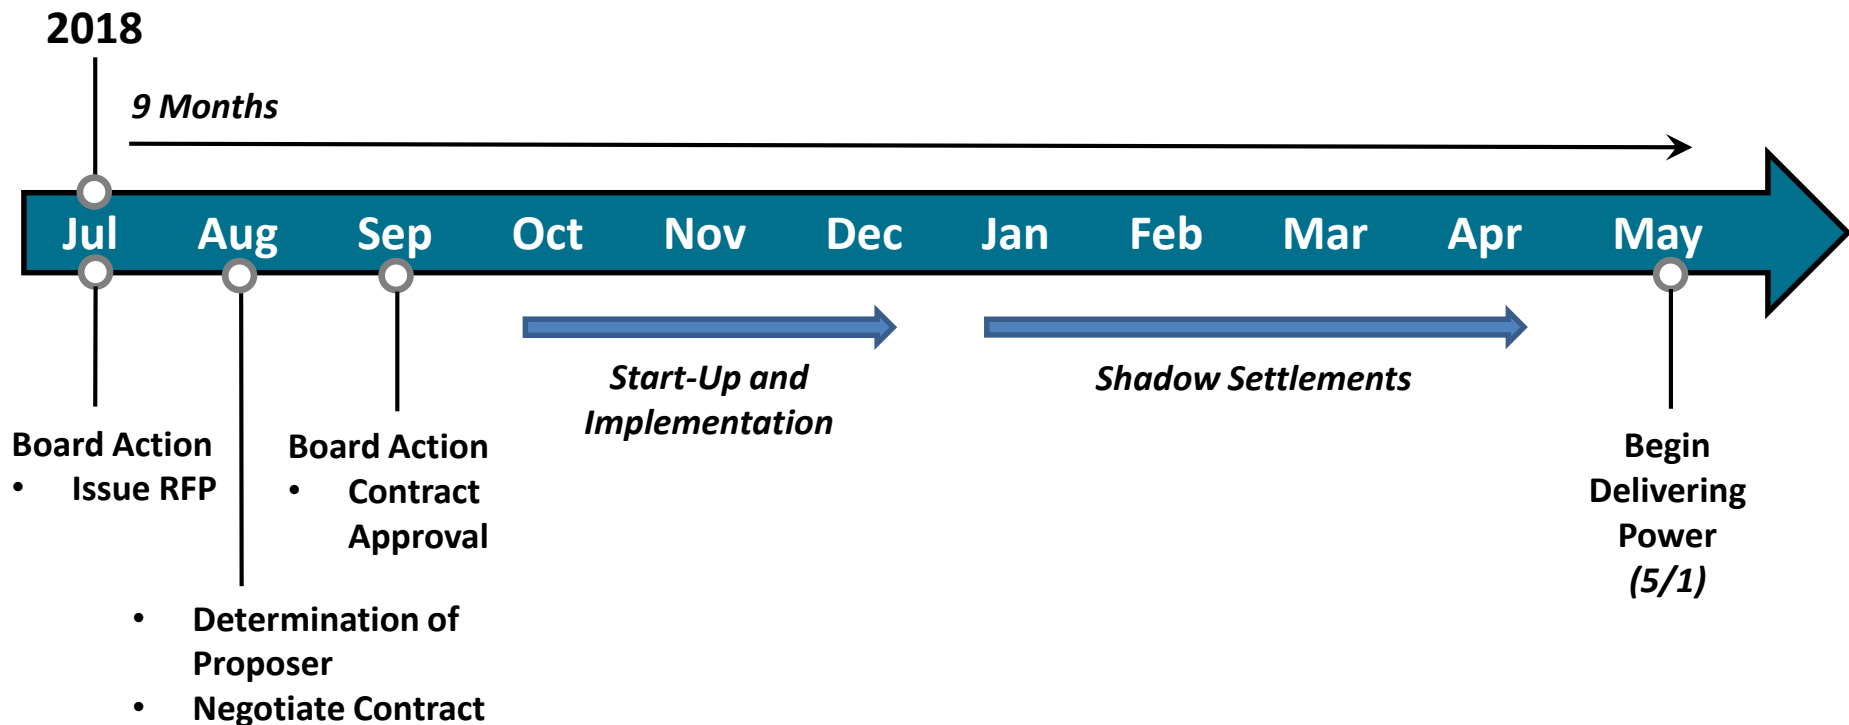 2018
9 Months
Jul Aug Sep Oct Nov Dec Jan Feb Mar Apr May
Board Action
• Issue RFP
• Determination of
Proposer
• Negotiate Contract
Board Action
• Contract
Approval
Start-Up and
Implementation
Shadow Settlements
Begin
Delivering
Power
(5/1)